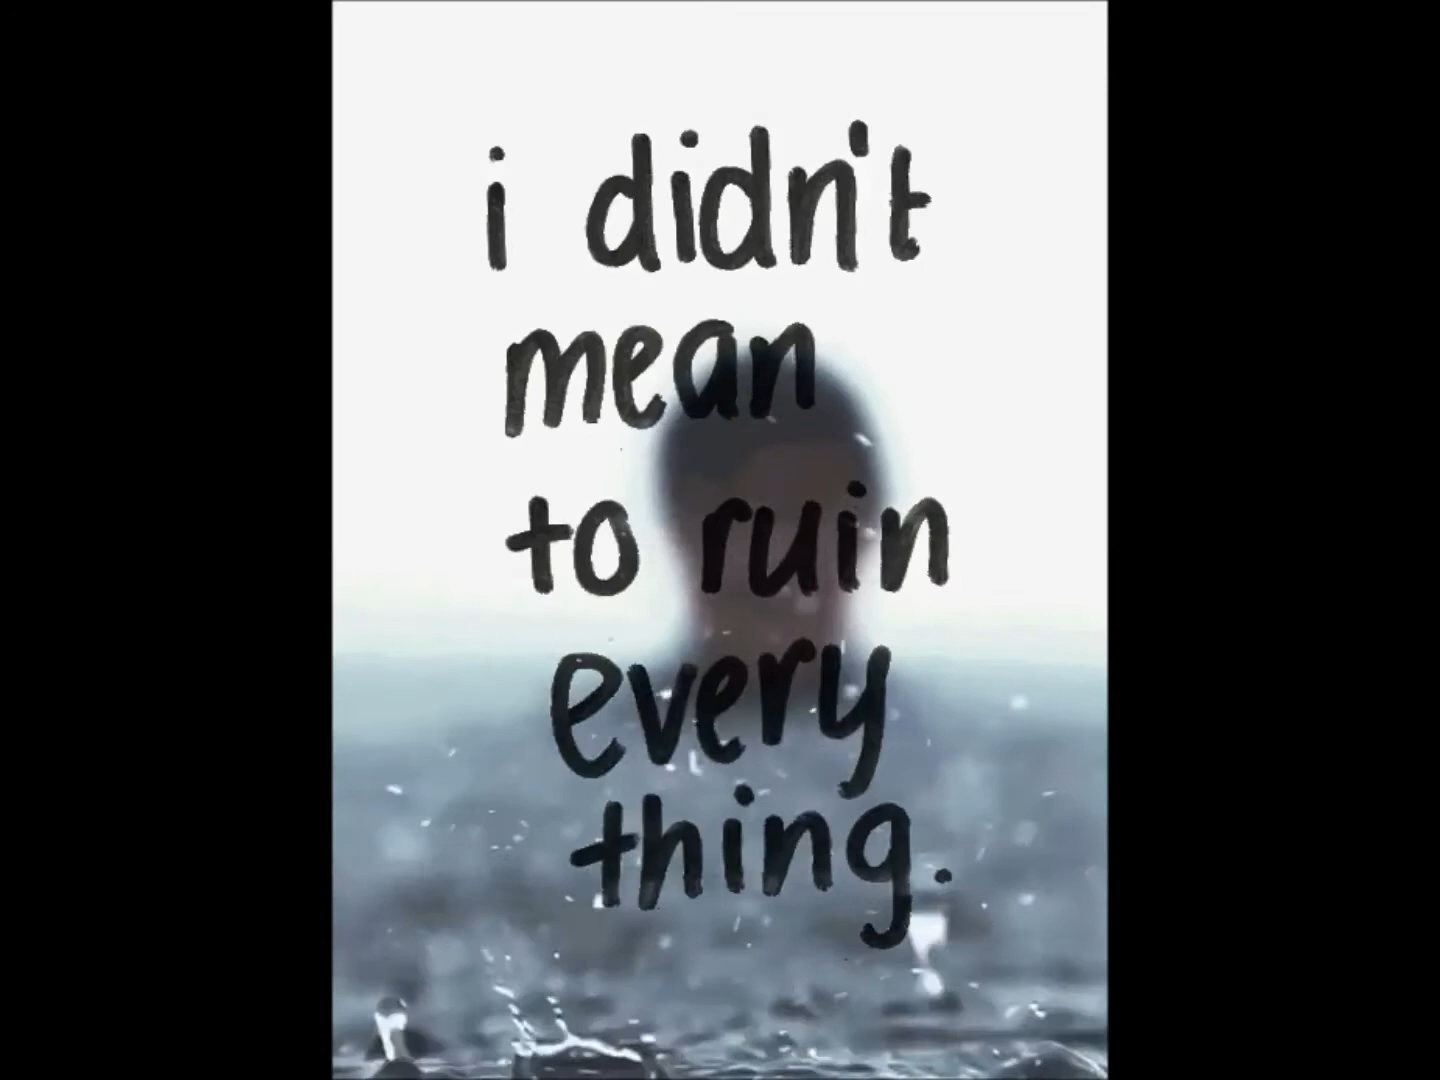 i didn't
mean
to ruin
every
thing.